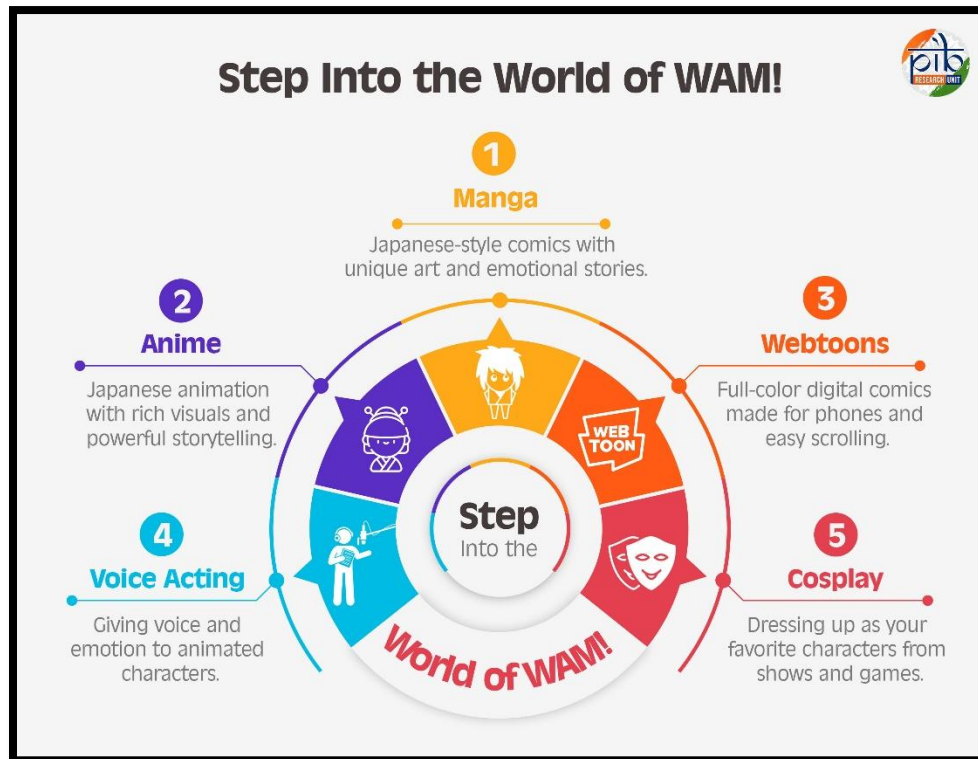 Step Into the World of WAM!
pib
RESEARCH UNIT
1
Manga
Japanese-style comics with
unique art and emotional stories.
2
Anime
Japanese animation
with rich visuals and
powerful storytelling.
3
Webtoons
Full-color digital comics
made for phones and
easy scrolling.
WEB
TOON
4
Voice Acting
Giving voice and
emotion to animated
characters.
5
Cosplay
Dressing up as your
favorite characters from
shows and games.
Step
Into the
World of WAM!